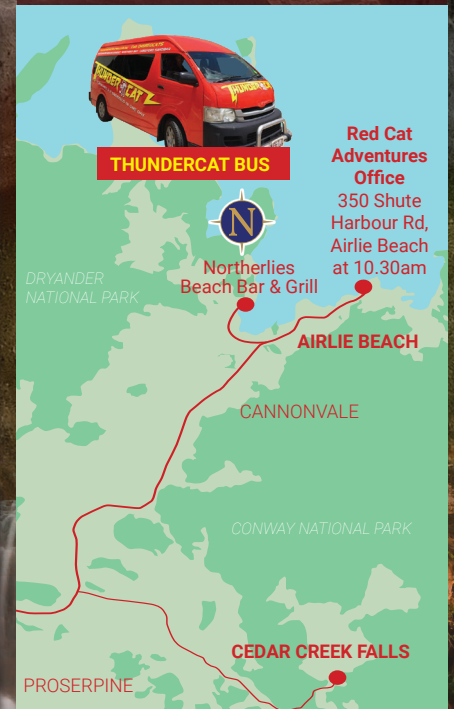 THUNDERCAT
THUNDERCAT BUS
Red Cat
Adventures
Office
350 Shute
Harbour Rd,
Airlie Beach
at 10.30am
N
Northerlies
Beach Bar & Grill
DRYANDER
NATIONAL PARK
AIRLIE BEACH
CANNONVALE
CONWAY NATIONAL PARK
CEDAR CREEK FALLS
PROSERPINE